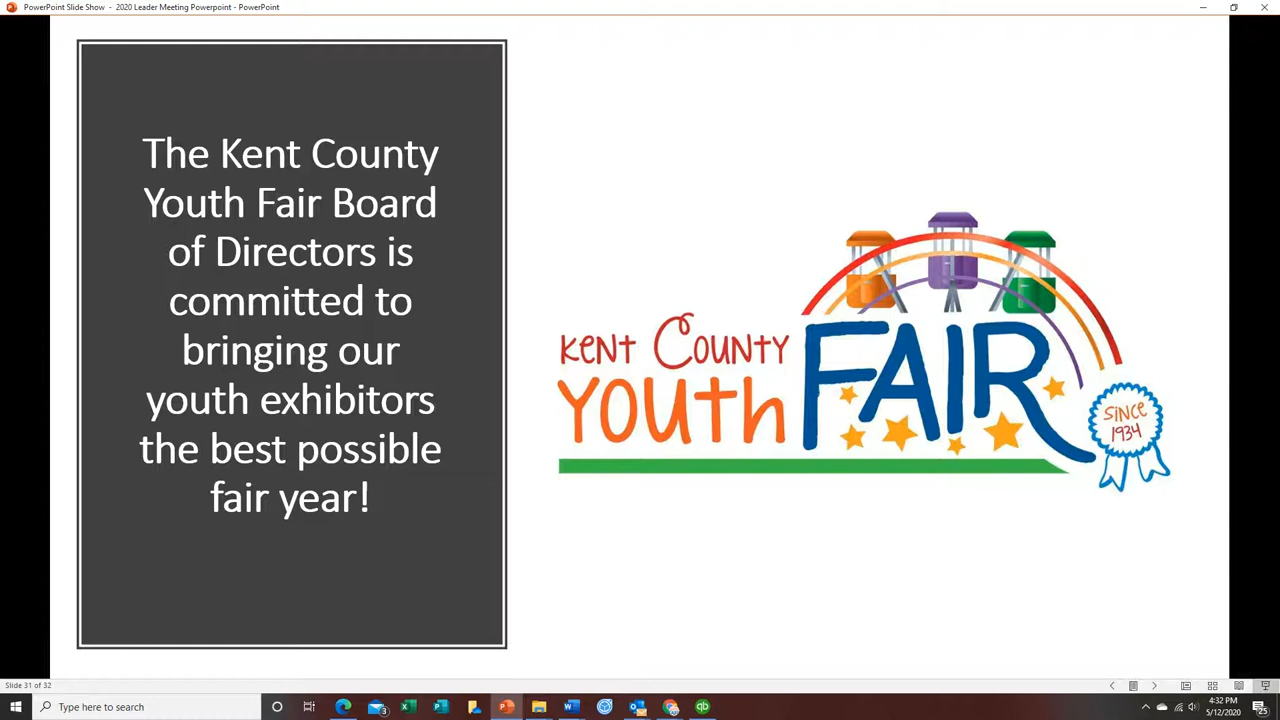 PowerPoint Slide Show - 2020 Leader Meeting Powerpoint - PowerPoint
The Kent County
Youth Fair Board
of Directors is
committed to
bringing our
youth exhibitors
the best possible
fair year!
Kent County
Youth
FAIR
SINCE
1934
Slide 31 of 32
Type here to search
3
4:32 PM
5/12/2020
25